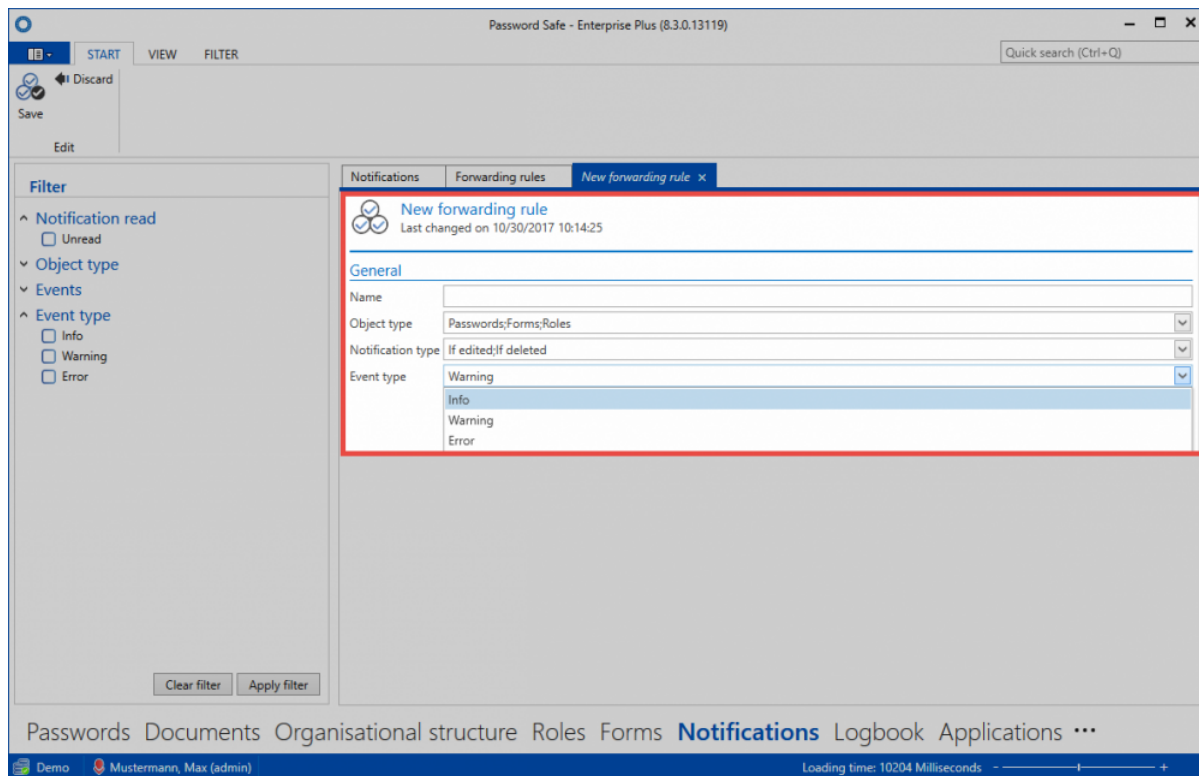 Password Safe - Enterprise Plus (8.3.0.13119)
START VIEW FILTER
Quick search (Ctrl+Q)
Discard
Save
Edit
Filter
Notification read
Unread
Object type
Events
Event type
Info
Warning
Error
Clear filter Apply filter
Notifications Forwarding rules New forwarding rule ×
New forwarding rule
Last changed on 10/30/2017 10:14:25
General
Name
Object type Passwords;Forms;Roles
Notification type If edited;If deleted
Event type Warning
Info
Warning
Error
Passwords Documents Organisational structure Roles Forms Notifications Logbook Applications •••
Demo Mustermann, Max (admin) Loading time: 10204 Milliseconds - +